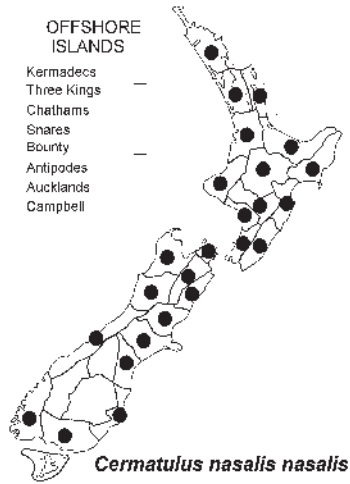 OFFSHORE
ISLANDS
Kermadecs
Three Kings
Chathams
Snares
Bounty
Antipodes
Aucklands
Campbell
Cermatulus nasalis nasalis